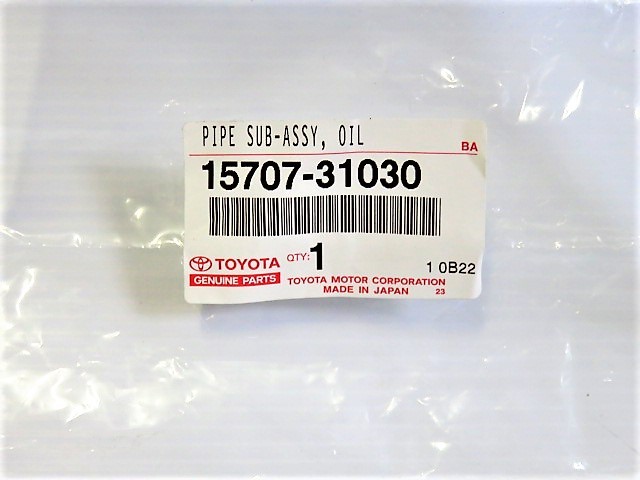 PIPE SUB-ASSY, OIL
BA
15707-31030
TOYOTA QTY: 1
GENUINE PARTS
1 0B22
TOYOTA MOTOR CORPORATION
MADE IN JAPAN 23